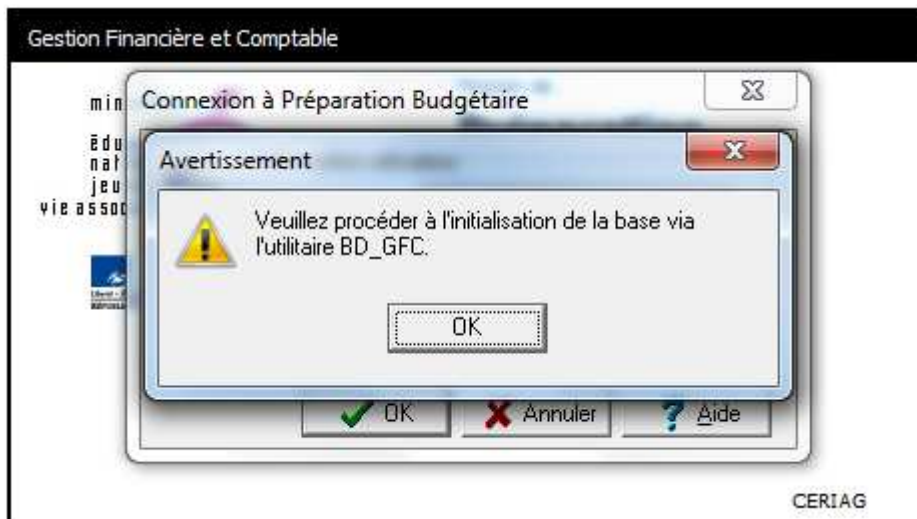 Gestion Financière et Comptable
Connexion à Préparation Budgétaire
Avertissement
Veuillez procéder à l'initialisation de la base via
l'utilitaire BD_GFC.
OK
OK
Annuler
Aide
CERIAG